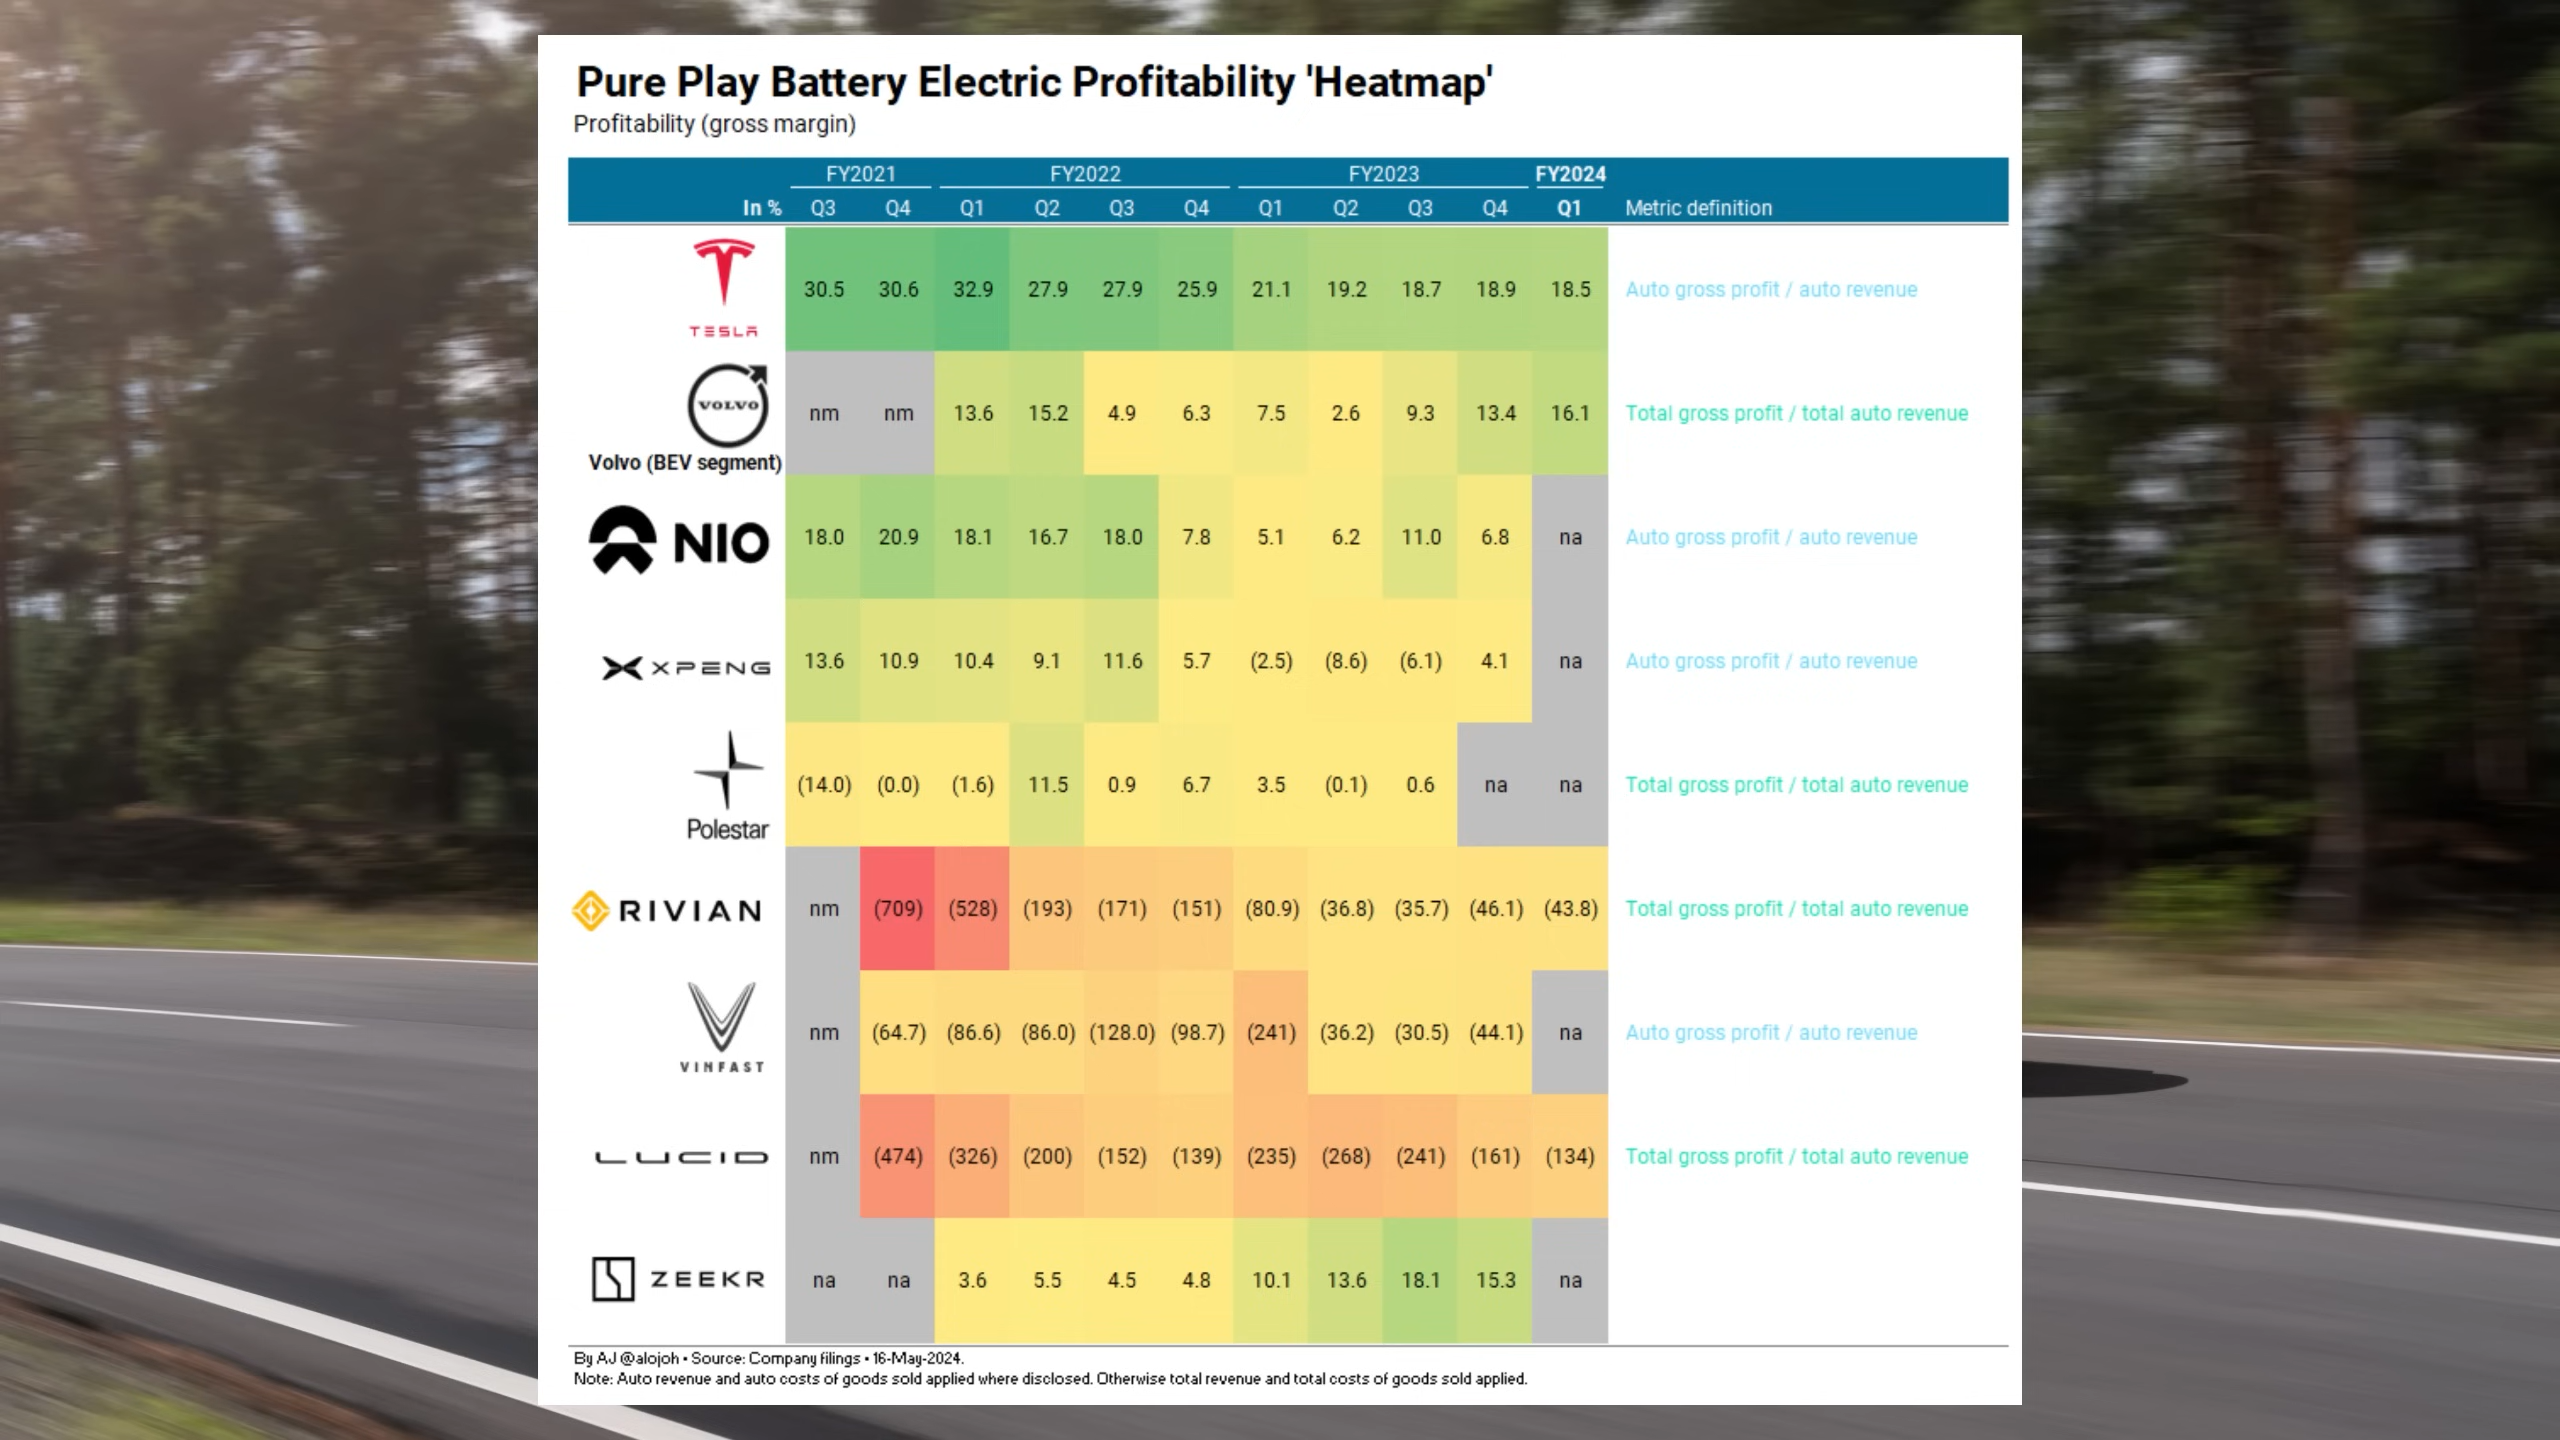 Pure Play Battery Electric Profitability 'Heatmap'
Profitability (gross margin)
FY2021 FY2022 FY2023 FY2024
In % Q3 Q4 Q1 Q2 Q3 Q4 Q1 Q2 Q3 Q4 Q1 Metric definition
TESLA 30.5 30.6 32.9 27.9 27.9 25.9 21.1 19.2 18.7 18.9 18.5 Auto gross profit / auto revenue
VOLVO nm nm 13.6 15.2 4.9 6.3 7.5 2.6 9.3 13.4 16.1 Total gross profit / total auto revenue
Volvo (BEV segment)
NIO 18.0 20.9 18.1 16.7 18.0 7.8 5.1 6.2 11.0 6.8 na Auto gross profit / auto revenue
XPENG 13.6 10.9 10.4 9.1 11.6 5.7 (2.5) (8.6) (6.1) 4.1 na Auto gross profit / auto revenue
Polestar (14.0) (0.0) (1.6) 11.5 0.9 6.7 3.5 (0.1) 0.6 na na Total gross profit / total auto revenue
RIVIAN nm (709) (528) (193) (171) (151) (80.9) (36.8) (35.7) (46.1) (43.8) Total gross profit / total auto revenue
VINFAST nm (64.7) (86.6) (86.0) (128.0) (98.7) (241) (36.2) (30.5) (44.1) na Auto gross profit / auto revenue
LUCID nm (474) (326) (200) (152) (139) (235) (268) (241) (161) (134) Total gross profit / total auto revenue
ZEEKR na na 3.6 5.5 4.5 4.8 10.1 13.6 18.1 15.3 na
By AJ @alojoh • Source: Company filings • 16-May-2024.
Note: Auto revenue and auto costs of goods sold applied where disclosed. Otherwise total revenue and total costs of goods sold applied.